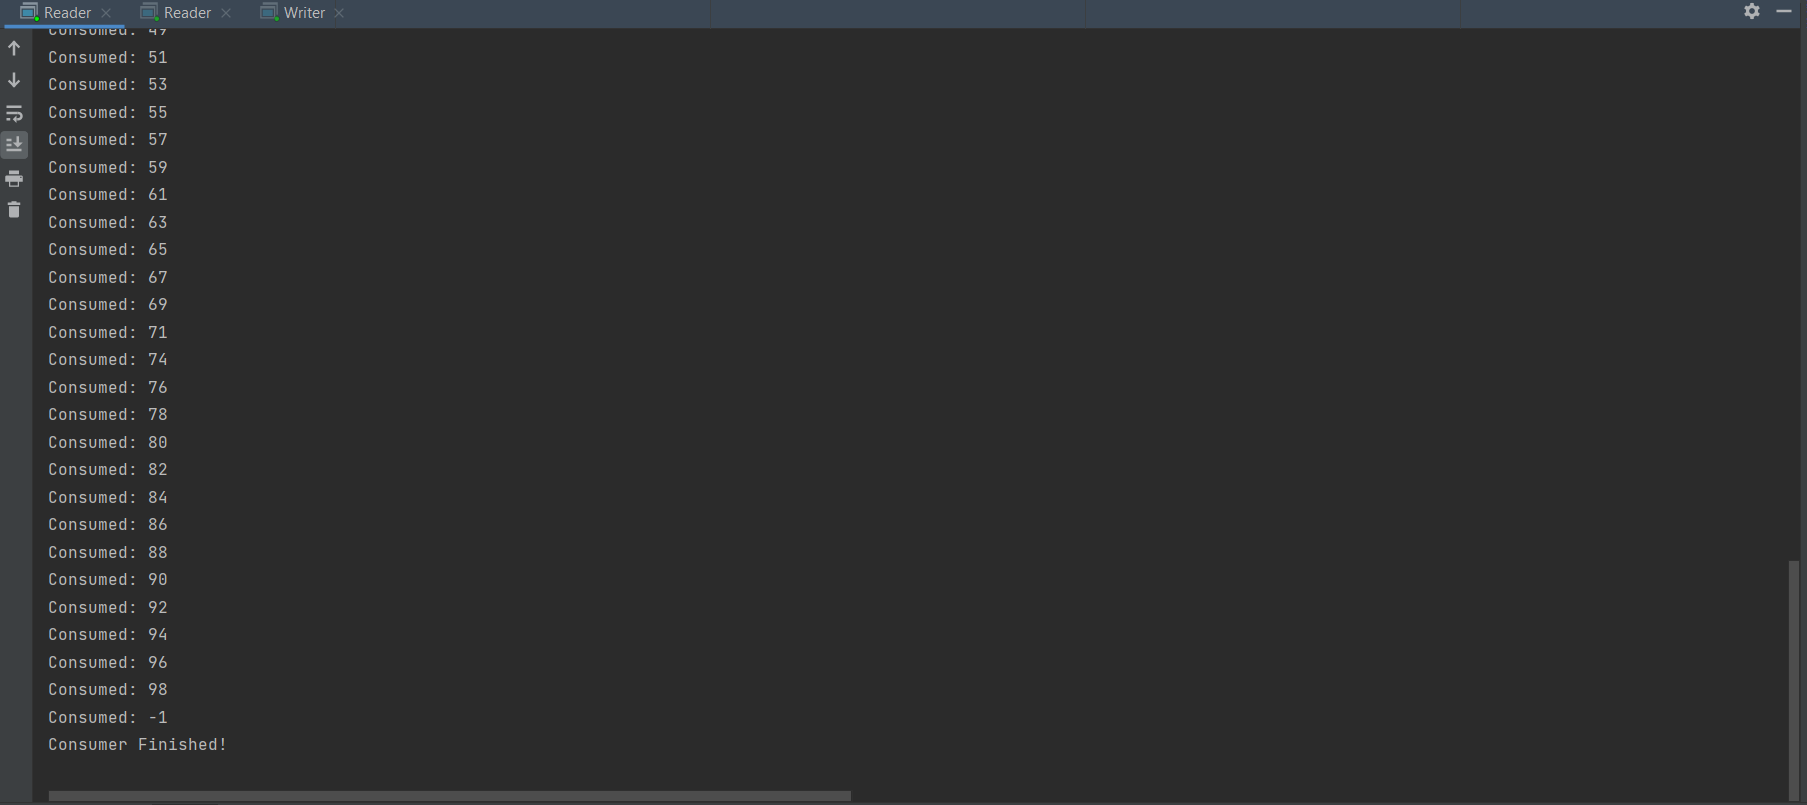 Reader
Reader
Writer
Consumed: 49
Consumed: 51
Consumed: 53
Consumed: 55
Consumed: 57
Consumed: 59
Consumed: 61
Consumed: 63
Consumed: 65
Consumed: 67
Consumed: 69
Consumed: 71
Consumed: 74
Consumed: 76
Consumed: 78
Consumed: 80
Consumed: 82
Consumed: 84
Consumed: 86
Consumed: 88
Consumed: 90
Consumed: 92
Consumed: 94
Consumed: 96
Consumed: 98
Consumed: -1
Consumer Finished!